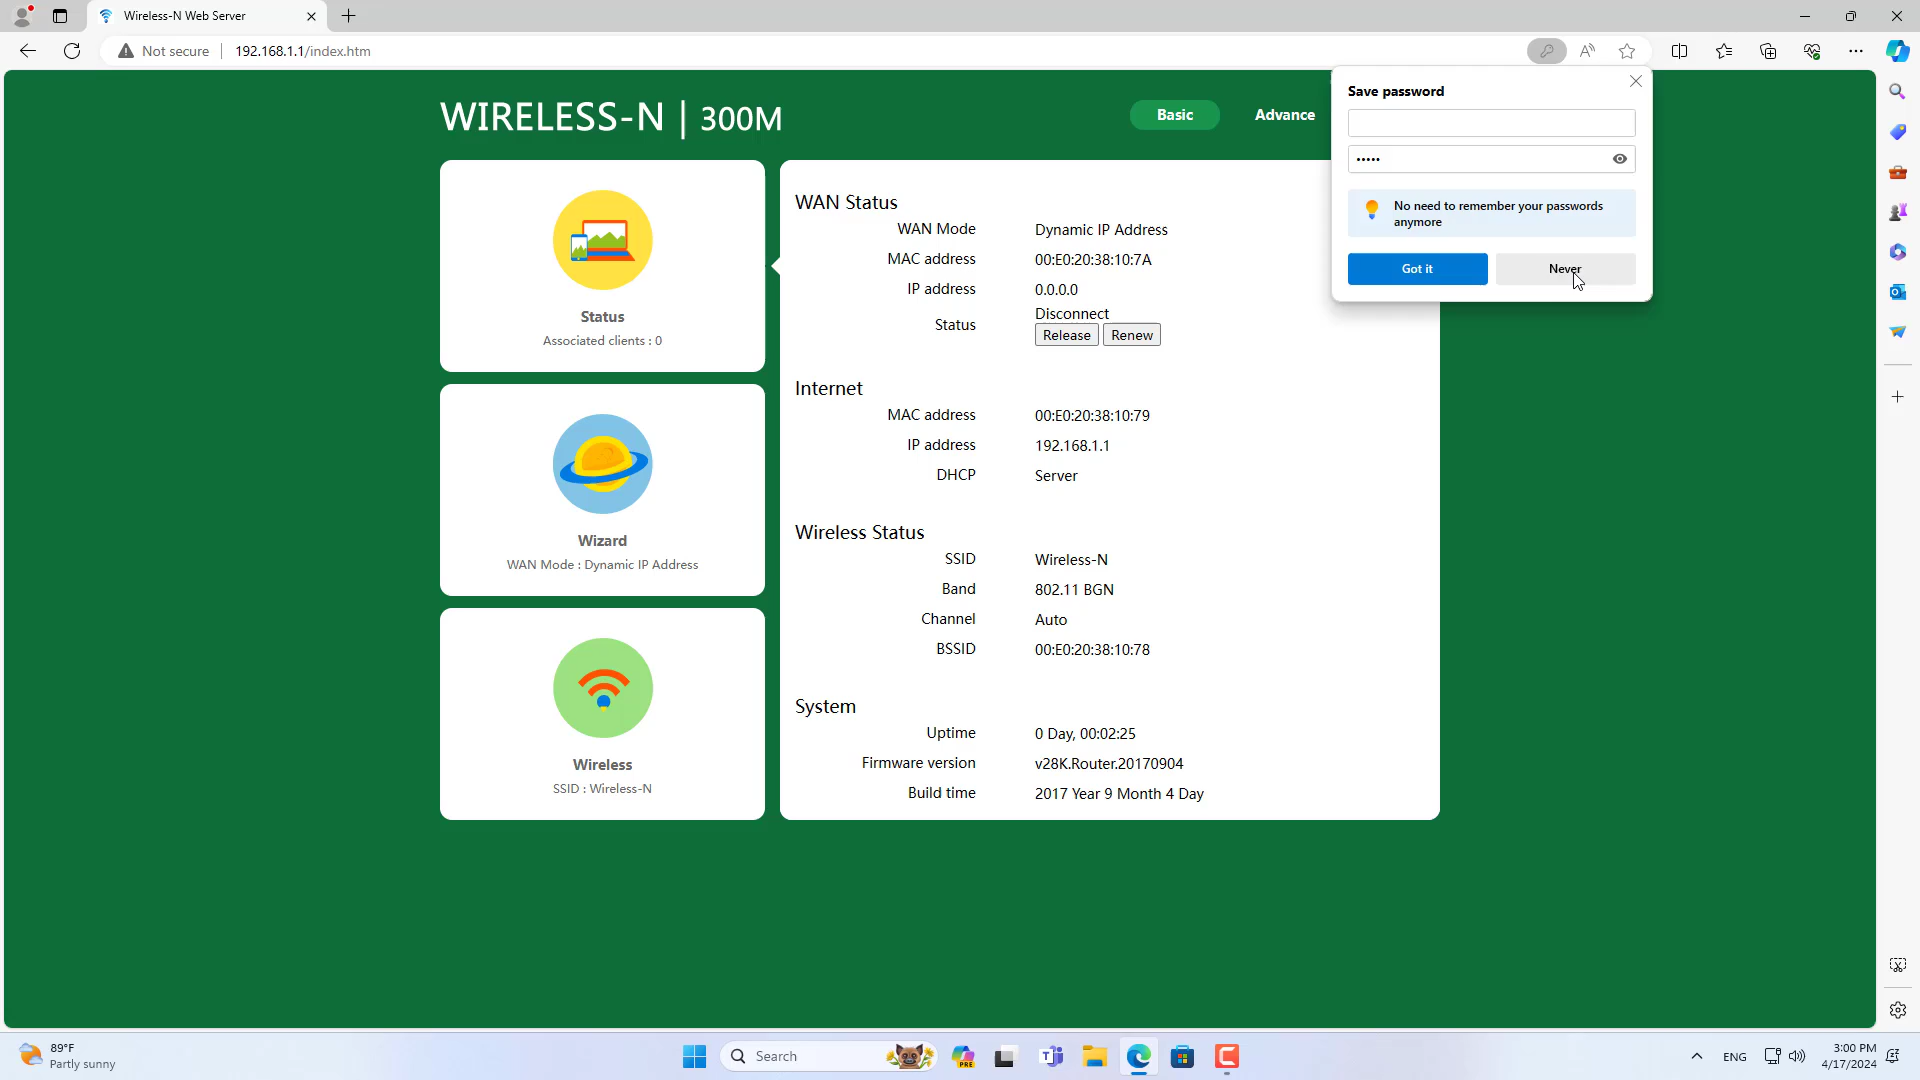 Wireless-N Web Server
Not secure
192.168.1.1/index.htm
WIRELESS-N | 300M
Basic
Advance
Save password
•••••
No need to remember your passwords
anymore
Got it
Never
Status
Associated clients : 0
Wizard
WAN Mode : Dynamic IP Address
Wireless
SSID : Wireless-N
WAN Status
WAN Mode Dynamic IP Address
MAC address 00:E0:20:38:10:7A
IP address 0.0.0.0
Status Disconnect
Release Renew
Internet
MAC address 00:E0:20:38:10:79
IP address 192.168.1.1
DHCP Server
Wireless Status
SSID Wireless-N
Band 802.11 BGN
Channel Auto
BSSID 00:E0:20:38:10:78
System
Uptime 0 Day, 00:02:25
Firmware version v28K.Router.20170904
Build time 2017 Year 9 Month 4 Day
89°F
Partly sunny
Search
PRE
ENG
3:00 PM
4/17/2024